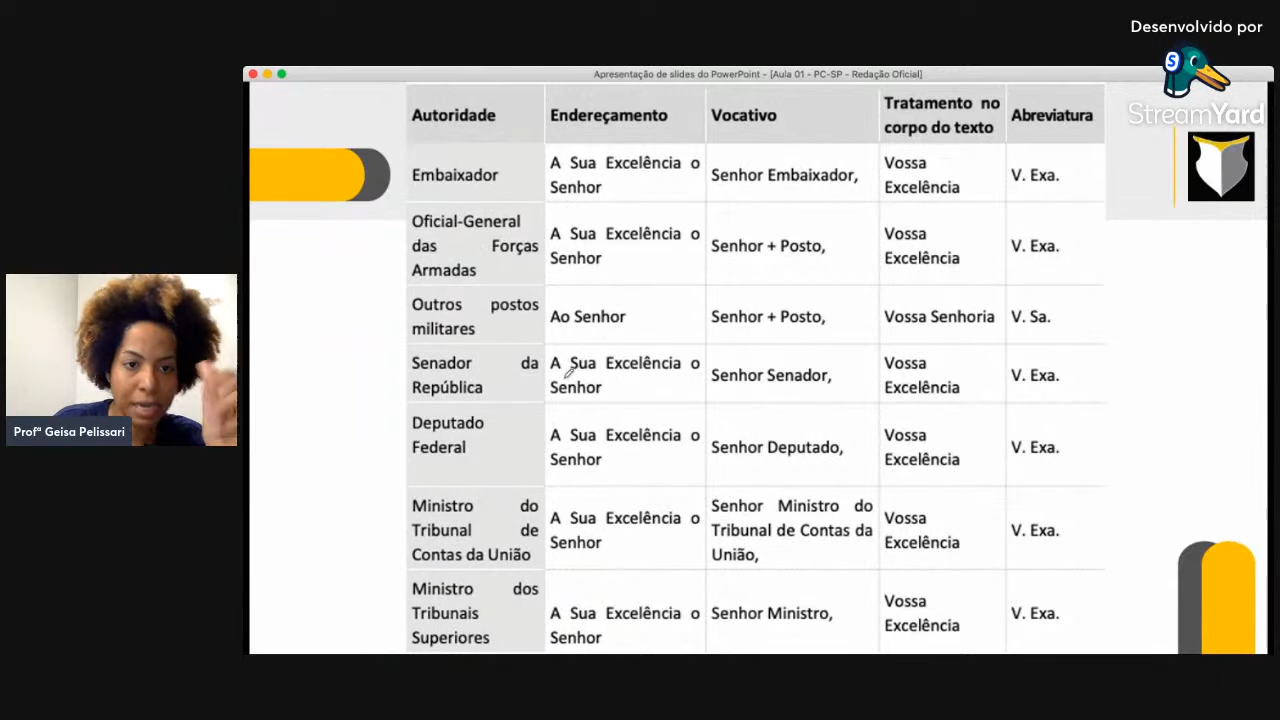 Desenvolvido por
StreamYard
Apresentação de slides do PowerPoint - [Aula 01 - PC-SP - Redação Oficial]
Autoridade
Endereçamento
Vocativo
Tratamento no
corpo do texto
Abreviatura
Embaixador
A Sua Excelência o
Senhor
Senhor Embaixador,
Vossa
Excelência
V. Exa.
Oficial-General
das Forças
Armadas
A Sua Excelência o
Senhor
Senhor + Posto,
Vossa
Excelência
V. Exa.
Outros postos
militares
Ao Senhor
Senhor + Posto,
Vossa Senhoria
V. Sa.
Senador da
República
A Sua Excelência o
Senhor
Senhor Senador,
Vossa
Excelência
V. Exa.
Deputado
Federal
A Sua Excelência o
Senhor
Senhor Deputado,
Vossa
Excelência
V. Exa.
Ministro do
Tribunal de
Contas da União
A Sua Excelência o
Senhor
Senhor Ministro do
Tribunal de Contas da
União,
Vossa
Excelência
V. Exa.
Ministro dos
Tribunais
Superiores
A Sua Excelência o
Senhor
Senhor Ministro,
Vossa
Excelência
V. Exa.
Profª Geisa Pelissari